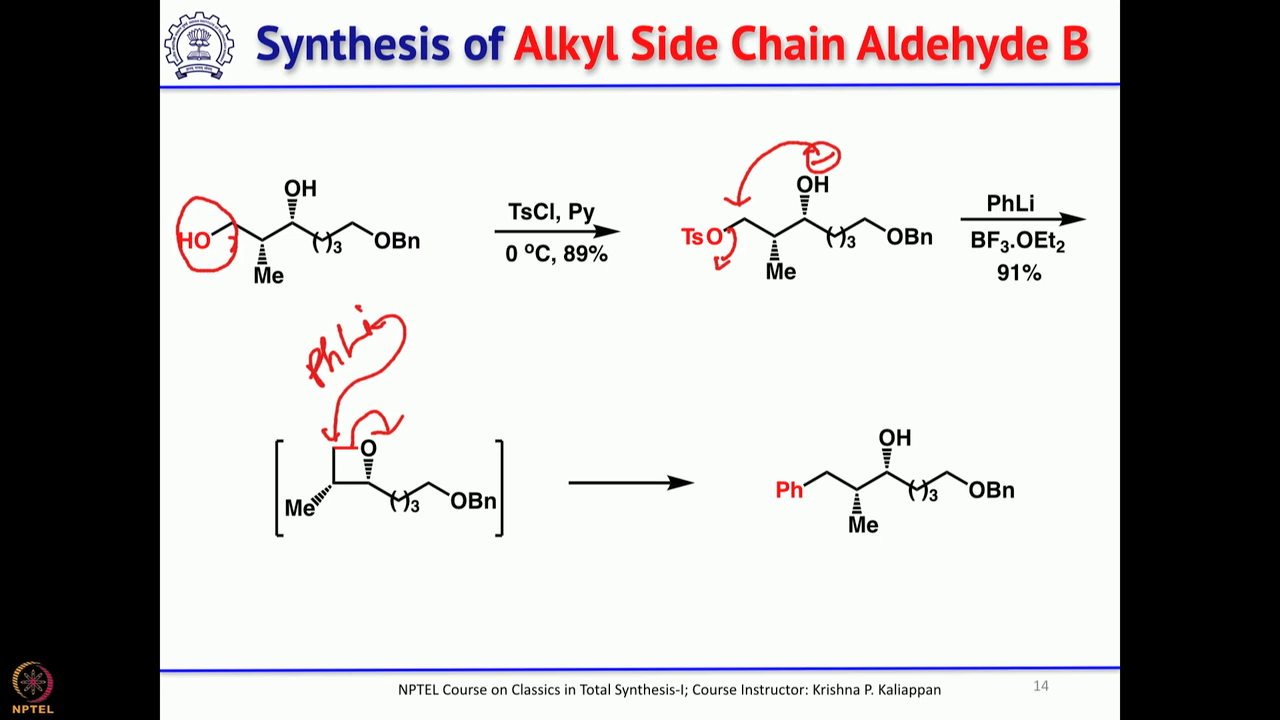 Synthesis of Alkyl Side Chain Aldehyde B
OH
HO
Me
( )3
OBn
TsCl, Py
0 ºC, 89%
OH
TsO
Me
( )3
OBn
PhLi
BF3.OEt2
91%
PhLi
O
Me
( )3
OBn
OH
Ph
Me
( )3
OBn
NPTEL Course on Classics in Total Synthesis-I; Course Instructor: Krishna P. Kaliappan
14
NPTEL